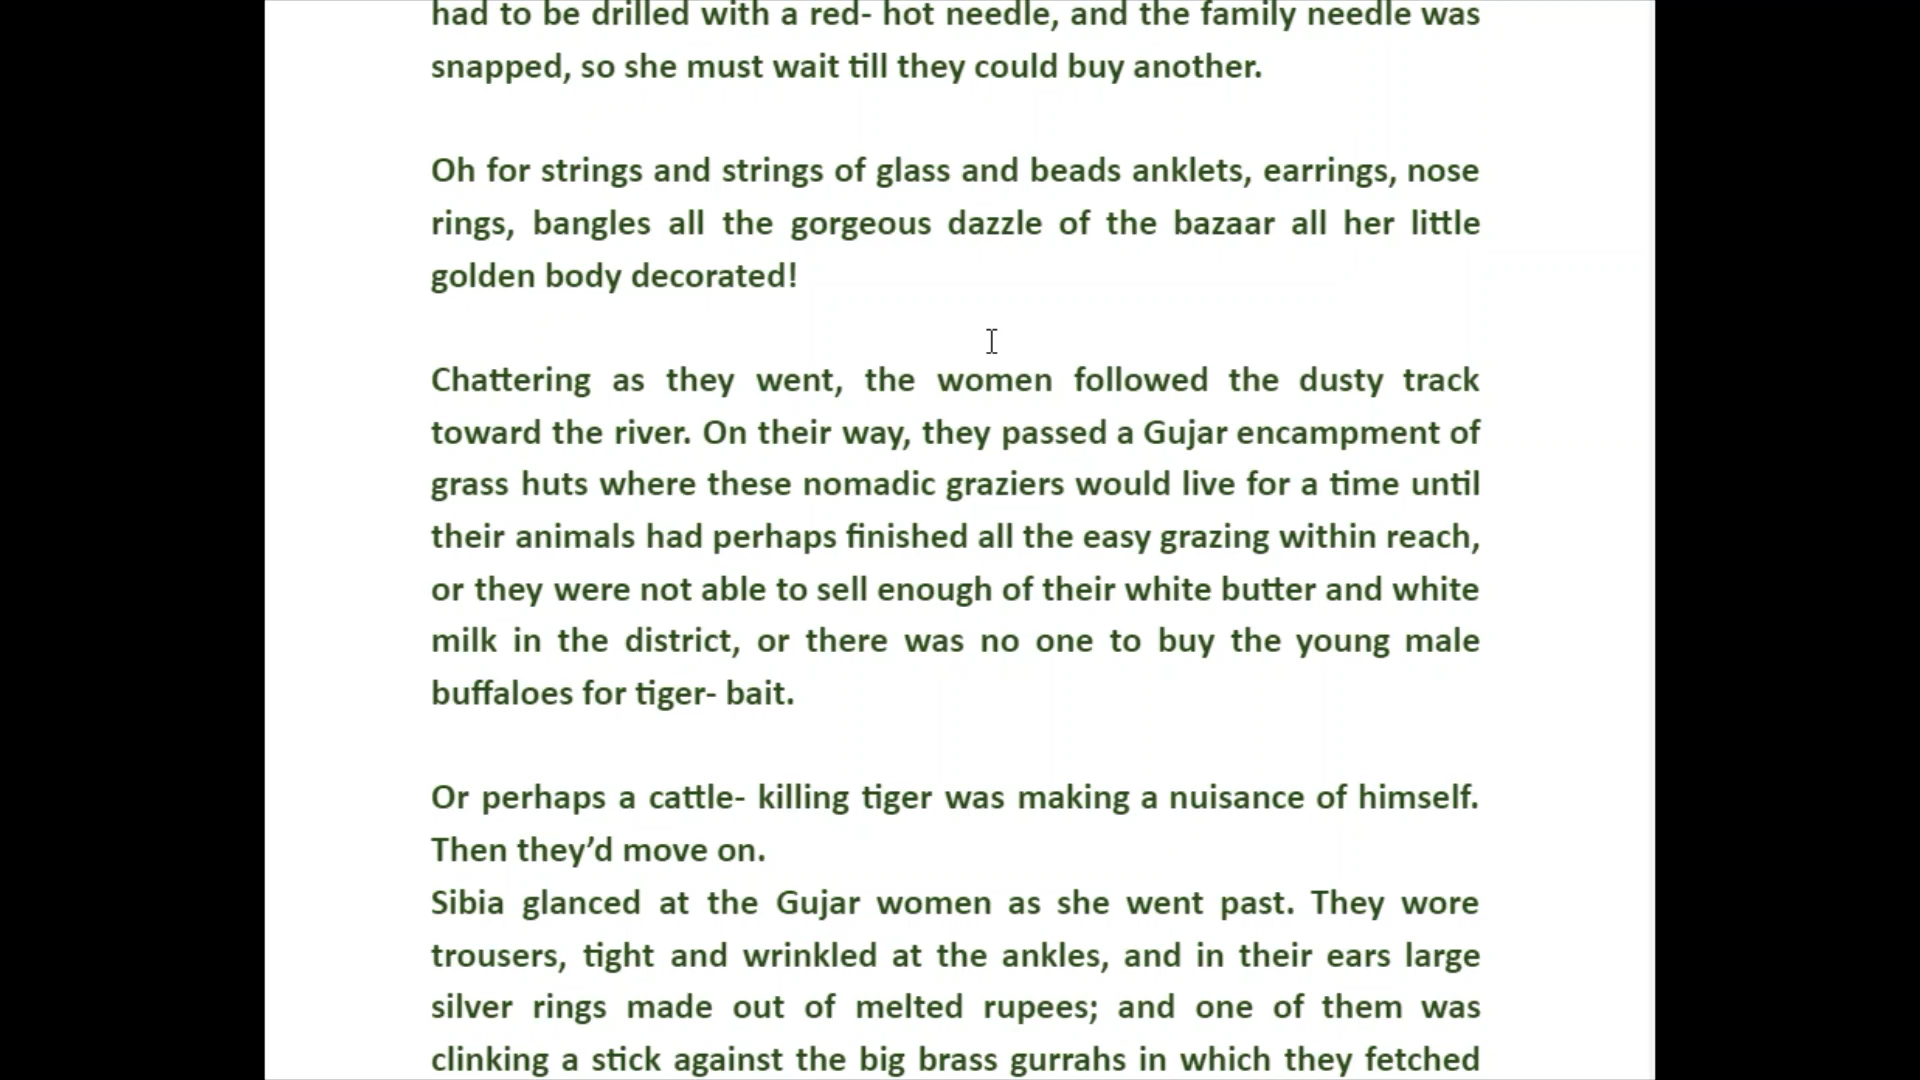 had to be drilled with a red- hot needle, and the family needle was
snapped, so she must wait till they could buy another.
Oh for strings and strings of glass and beads anklets, earrings, nose
rings, bangles all the gorgeous dazzle of the bazaar all her little
golden body decorated!
Chattering as they went, the women followed the dusty track
toward the river. On their way, they passed a Gujar encampment of
grass huts where these nomadic graziers would live for a time until
their animals had perhaps finished all the easy grazing within reach,
or they were not able to sell enough of their white butter and white
milk in the district, or there was no one to buy the young male
buffaloes for tiger- bait.
Or perhaps a cattle- killing tiger was making a nuisance of himself.
Then they’d move on.
Sibia glanced at the Gujar women as she went past. They wore
trousers, tight and wrinkled at the ankles, and in their ears large
silver rings made out of melted rupees; and one of them was
clinking a stick against the big brass gurrahs in which they fetched